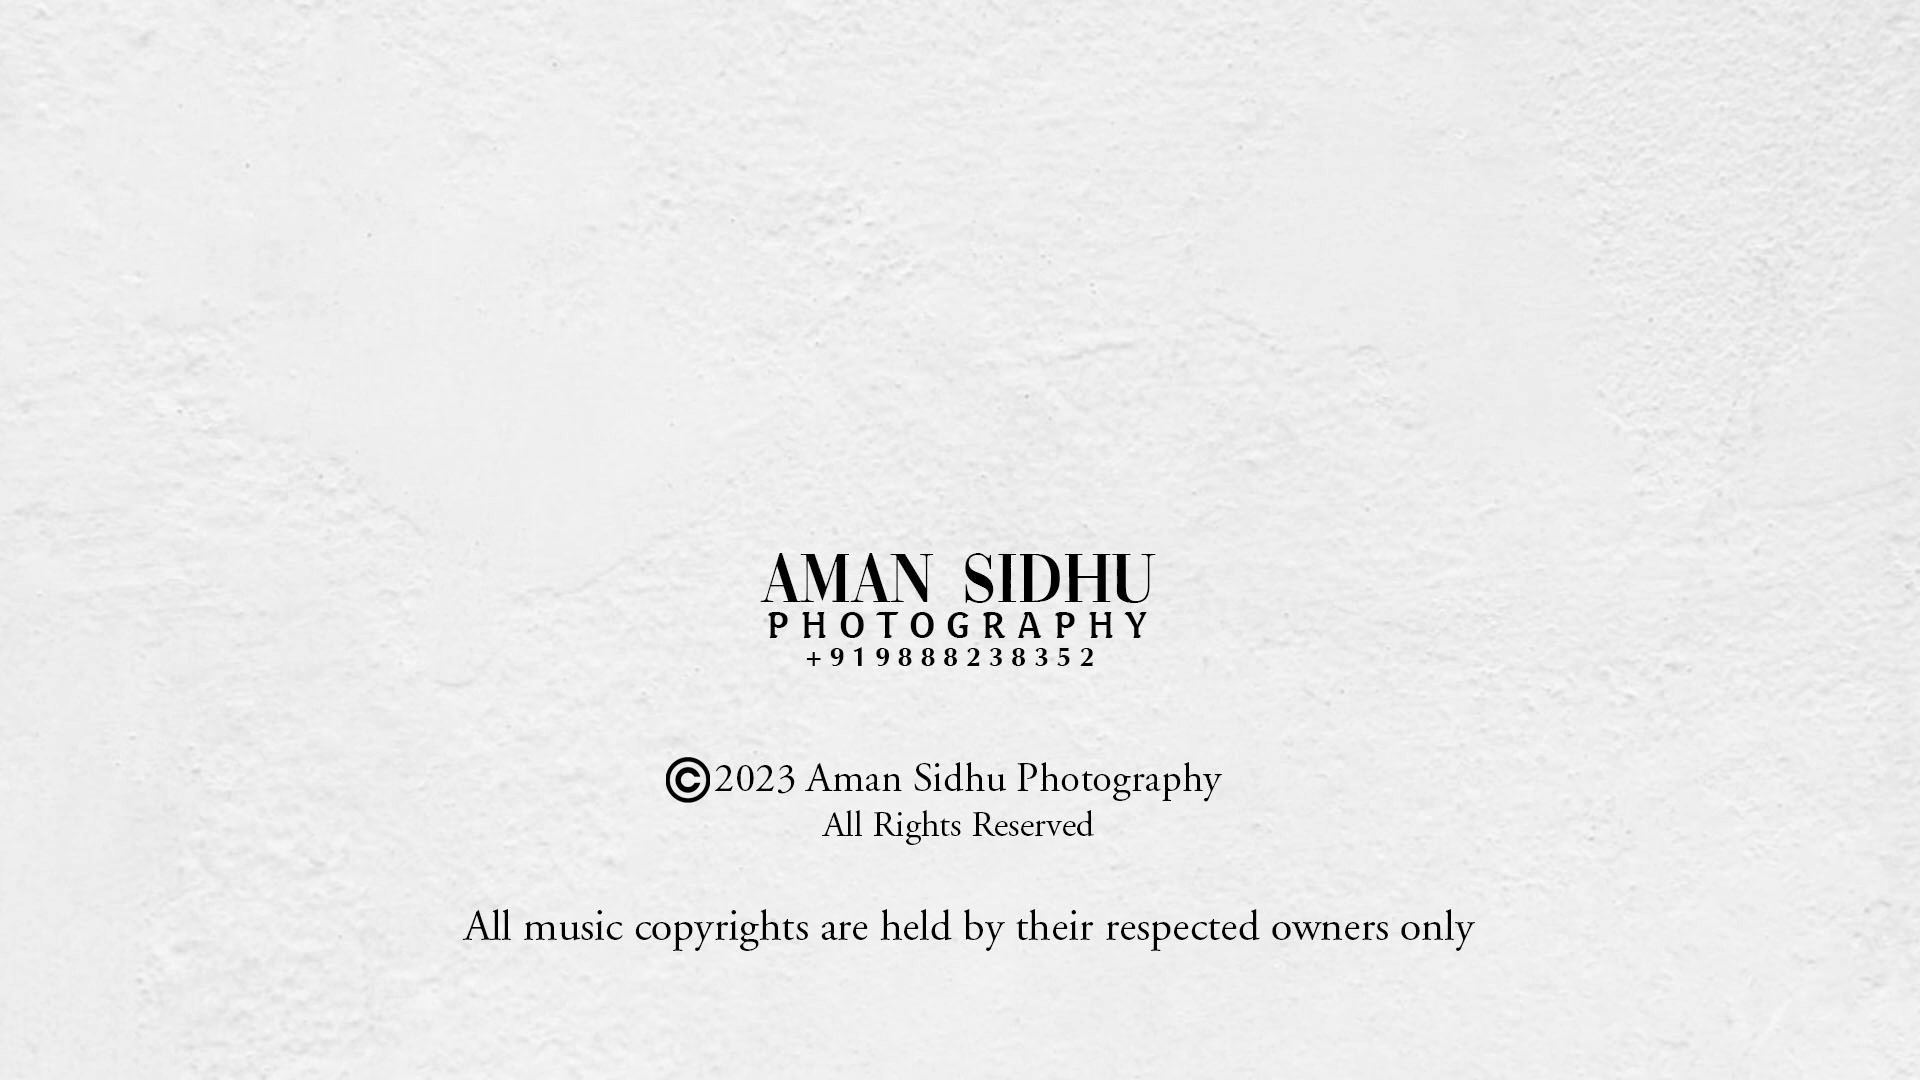 AMAN SIDHU
PHOTOGRAPHY
+919888238352
©2023 Aman Sidhu Photography
All Rights Reserved
All music copyrights are held by their respected owners only